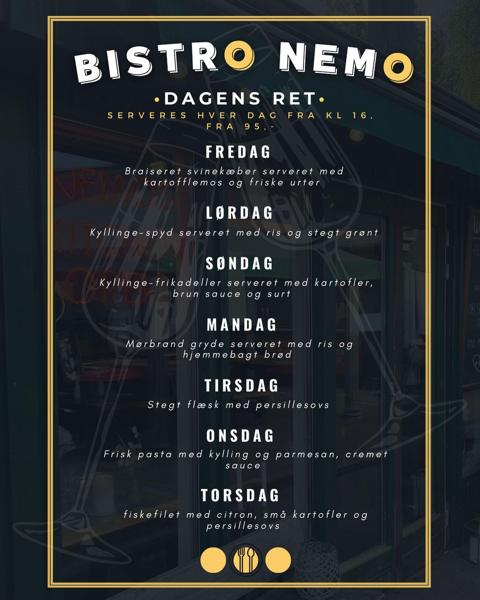 BISTRO NEMO
•DAGENS RET•
SERVERES HVER DAG FRA KL 16.
FRA 95,-
FREDAG
Braiseret svinekæber serveret med
kartofflemos og friske urter
LØRDAG
Kyllinge-spyd serveret med ris og stegt grønt
SØNDAG
Kyllinge-frikadeller serveret med kartofler,
brun sauce og surt
MANDAG
Mørbrand gryde serveret med ris og
hjemmebagt brød
TIRSDAG
Stegt flæsk med persillesovs
ONSDAG
Frisk pasta med kylling og parmesan, cremet
sauce
TORSDAG
fiskefilet med citron, små kartofler og
persillesovs